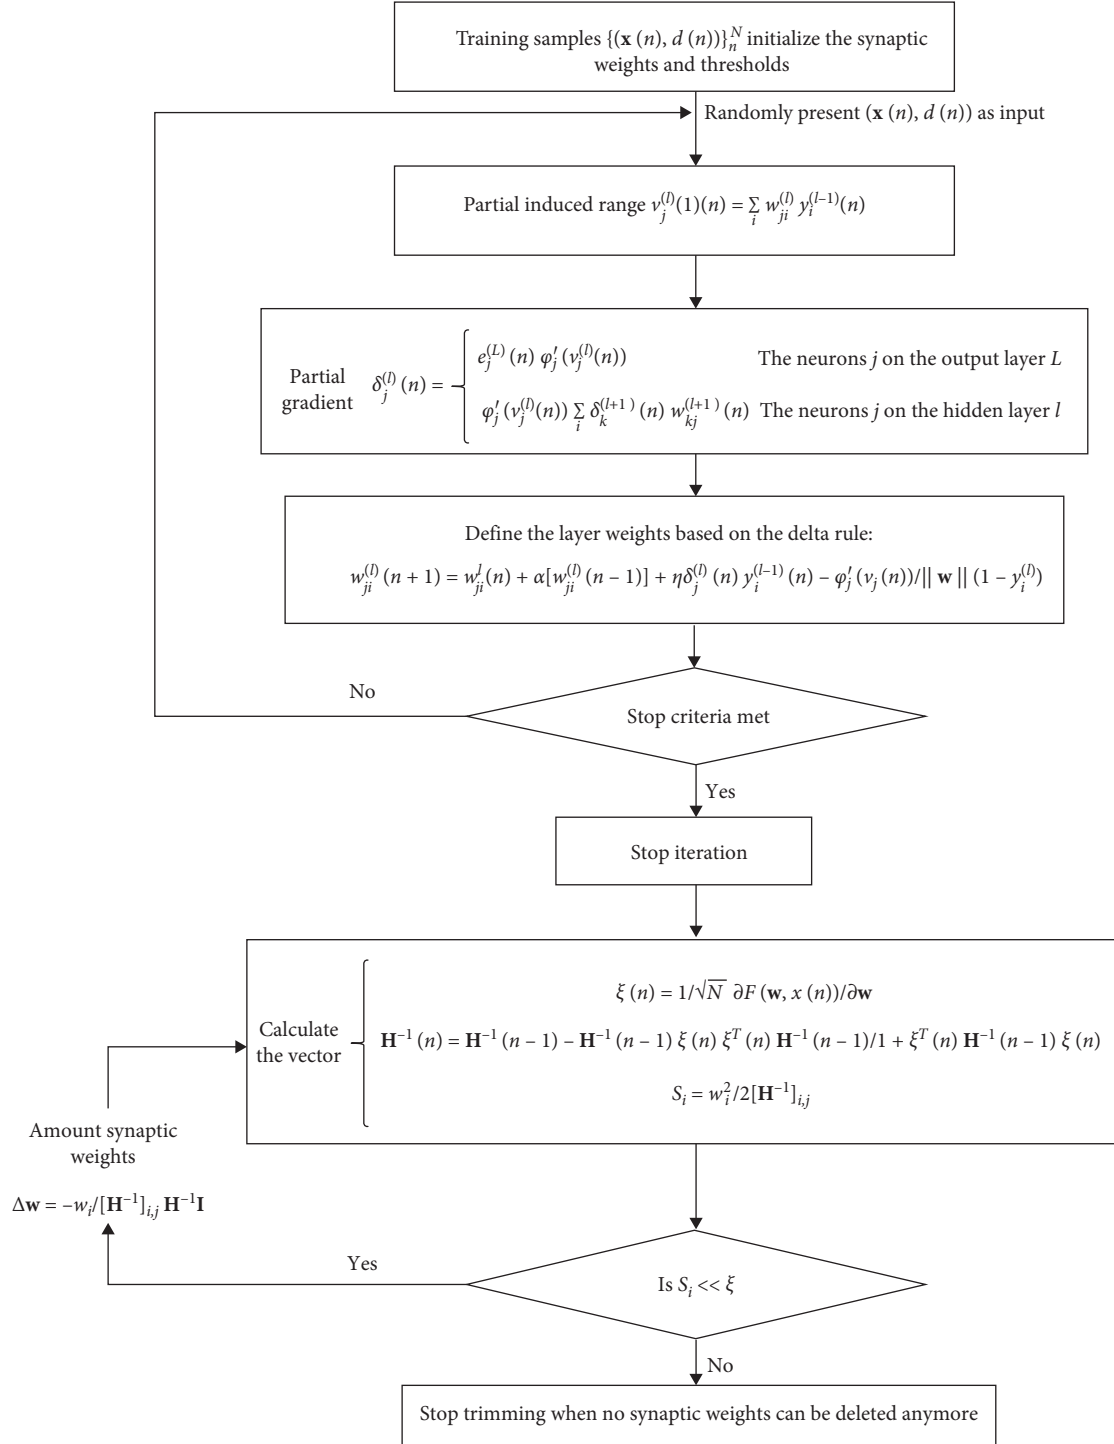 Training samples {(x (n), d (n))}ₙᴺ initialize the synaptic
weights and thresholds
Randomly present (x (n), d (n)) as input
Partial induced range v_j^(l)(1)(n) = Σ_i w_ji^(l) y_i^(l−1)(n)
Partial
gradient
δ_j^(l)(n) =
e_j^(L)(n) φ′_j(v_j^(l)(n)) The neurons j on the output layer L
φ′_j(v_j^(l)(n)) Σ_i δ_k^(l+1)(n) w_kj^(l+1)(n) The neurons j on the hidden layer l
Define the layer weights based on the delta rule:
w_ji^(l)(n + 1) = w_ji^l(n) + α[w_ji^(l)(n − 1)] + ηδ_j^(l)(n) y_i^(l−1)(n) − φ′_j(v_j(n))/|| w || (1 − y_i^(l))
No
Stop criteria met
Yes
Stop iteration
Calculate
the vector
ξ (n) = 1/√N ∂F (w, x (n))/∂w
H⁻¹ (n) = H⁻¹ (n − 1) − H⁻¹ (n − 1) ξ (n) ξ^T (n) H⁻¹ (n − 1)/1 + ξ^T (n) H⁻¹ (n − 1) ξ (n)
S_i = w_i^2/2[H⁻¹]_i,j
Amount synaptic
weights
Δw = −w_i/[H⁻¹]_i,j H⁻¹I
Yes
Is S_i << ξ
No
Stop trimming when no synaptic weights can be deleted anymore